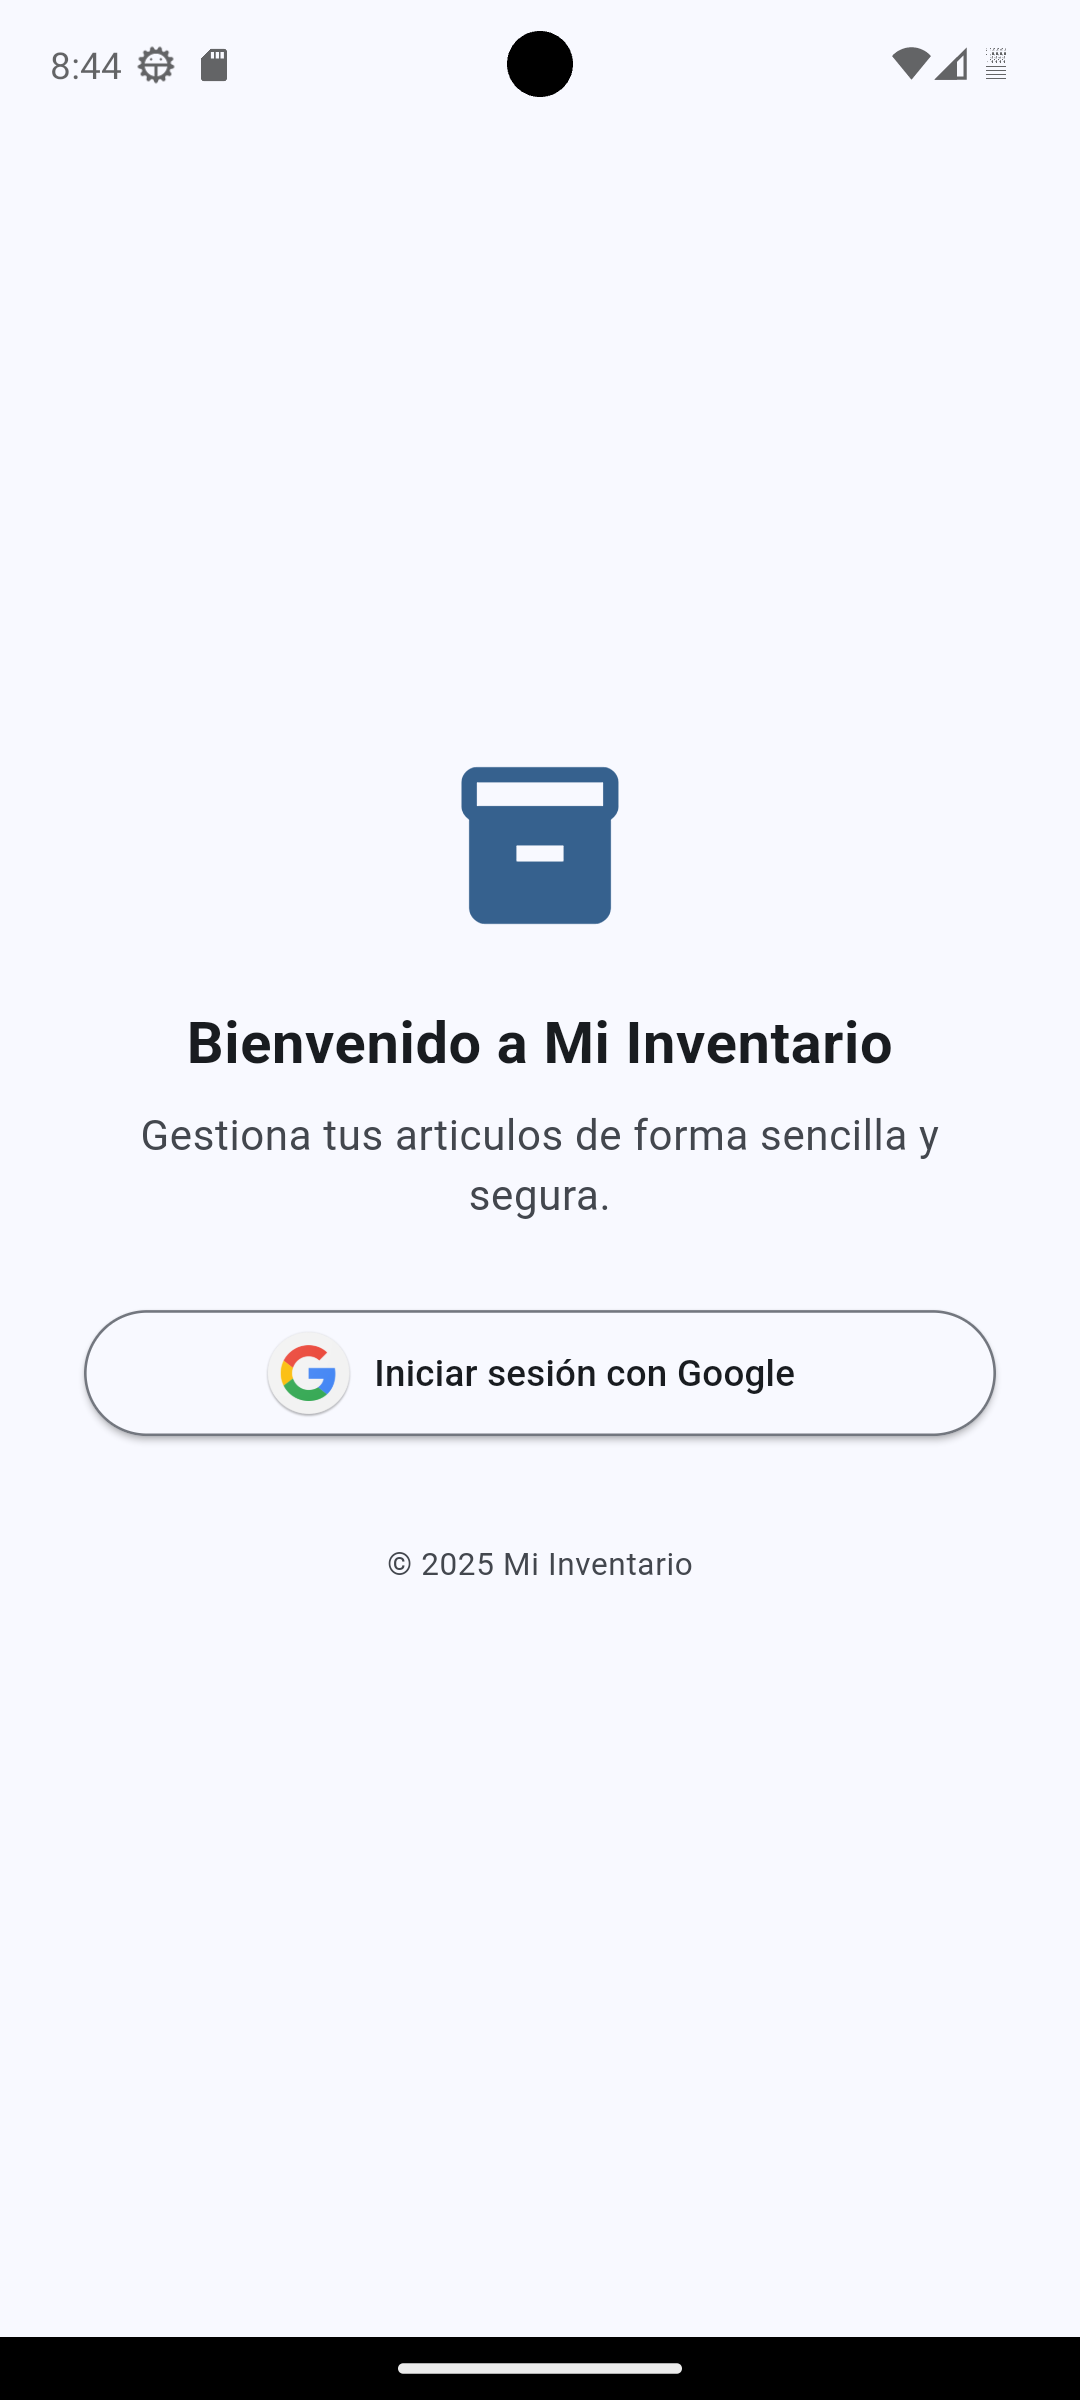 8:44
Bienvenido a Mi Inventario
Gestiona tus articulos de forma sencilla y
segura.
Iniciar sesión con Google
© 2025 Mi Inventario